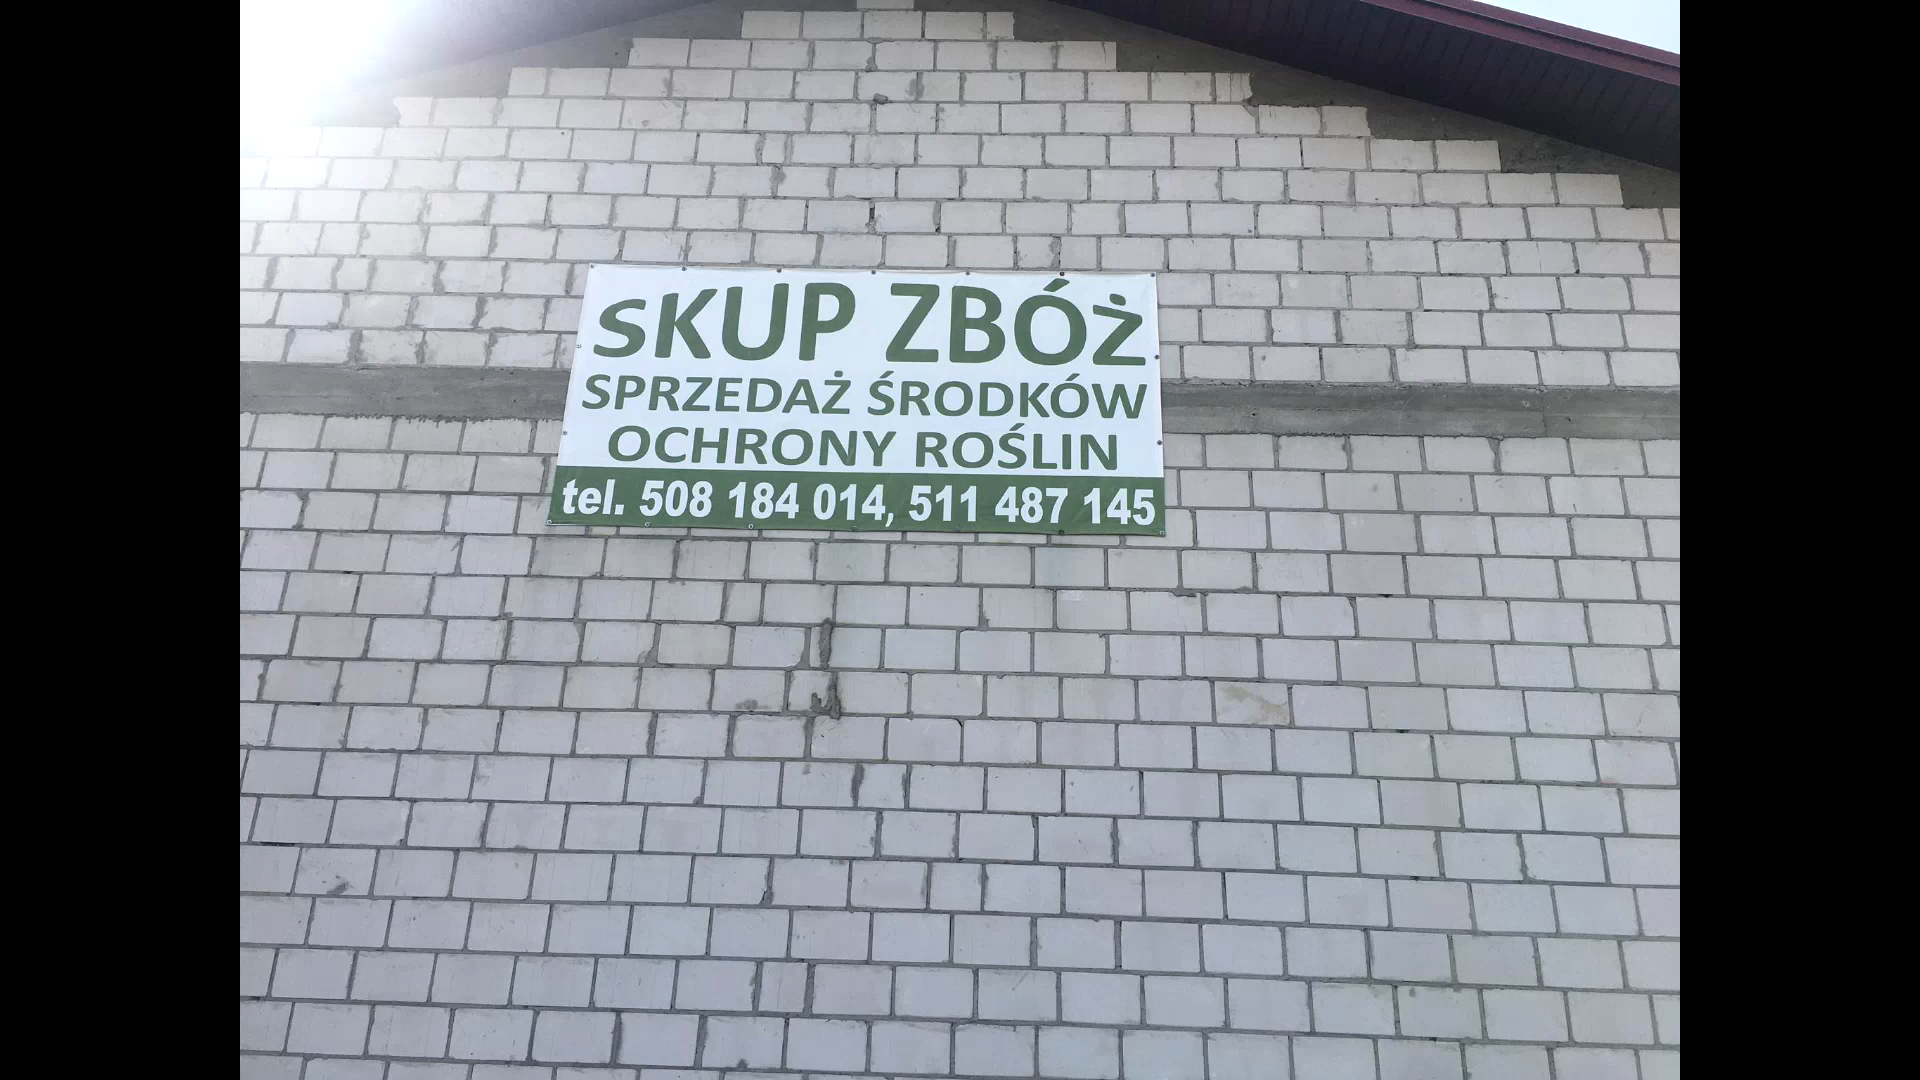 SKUP ZBÓŻ
SPRZEDAŻ ŚRODKÓW
OCHRONY ROŚLIN
tel. 508 184 014, 511 487 145